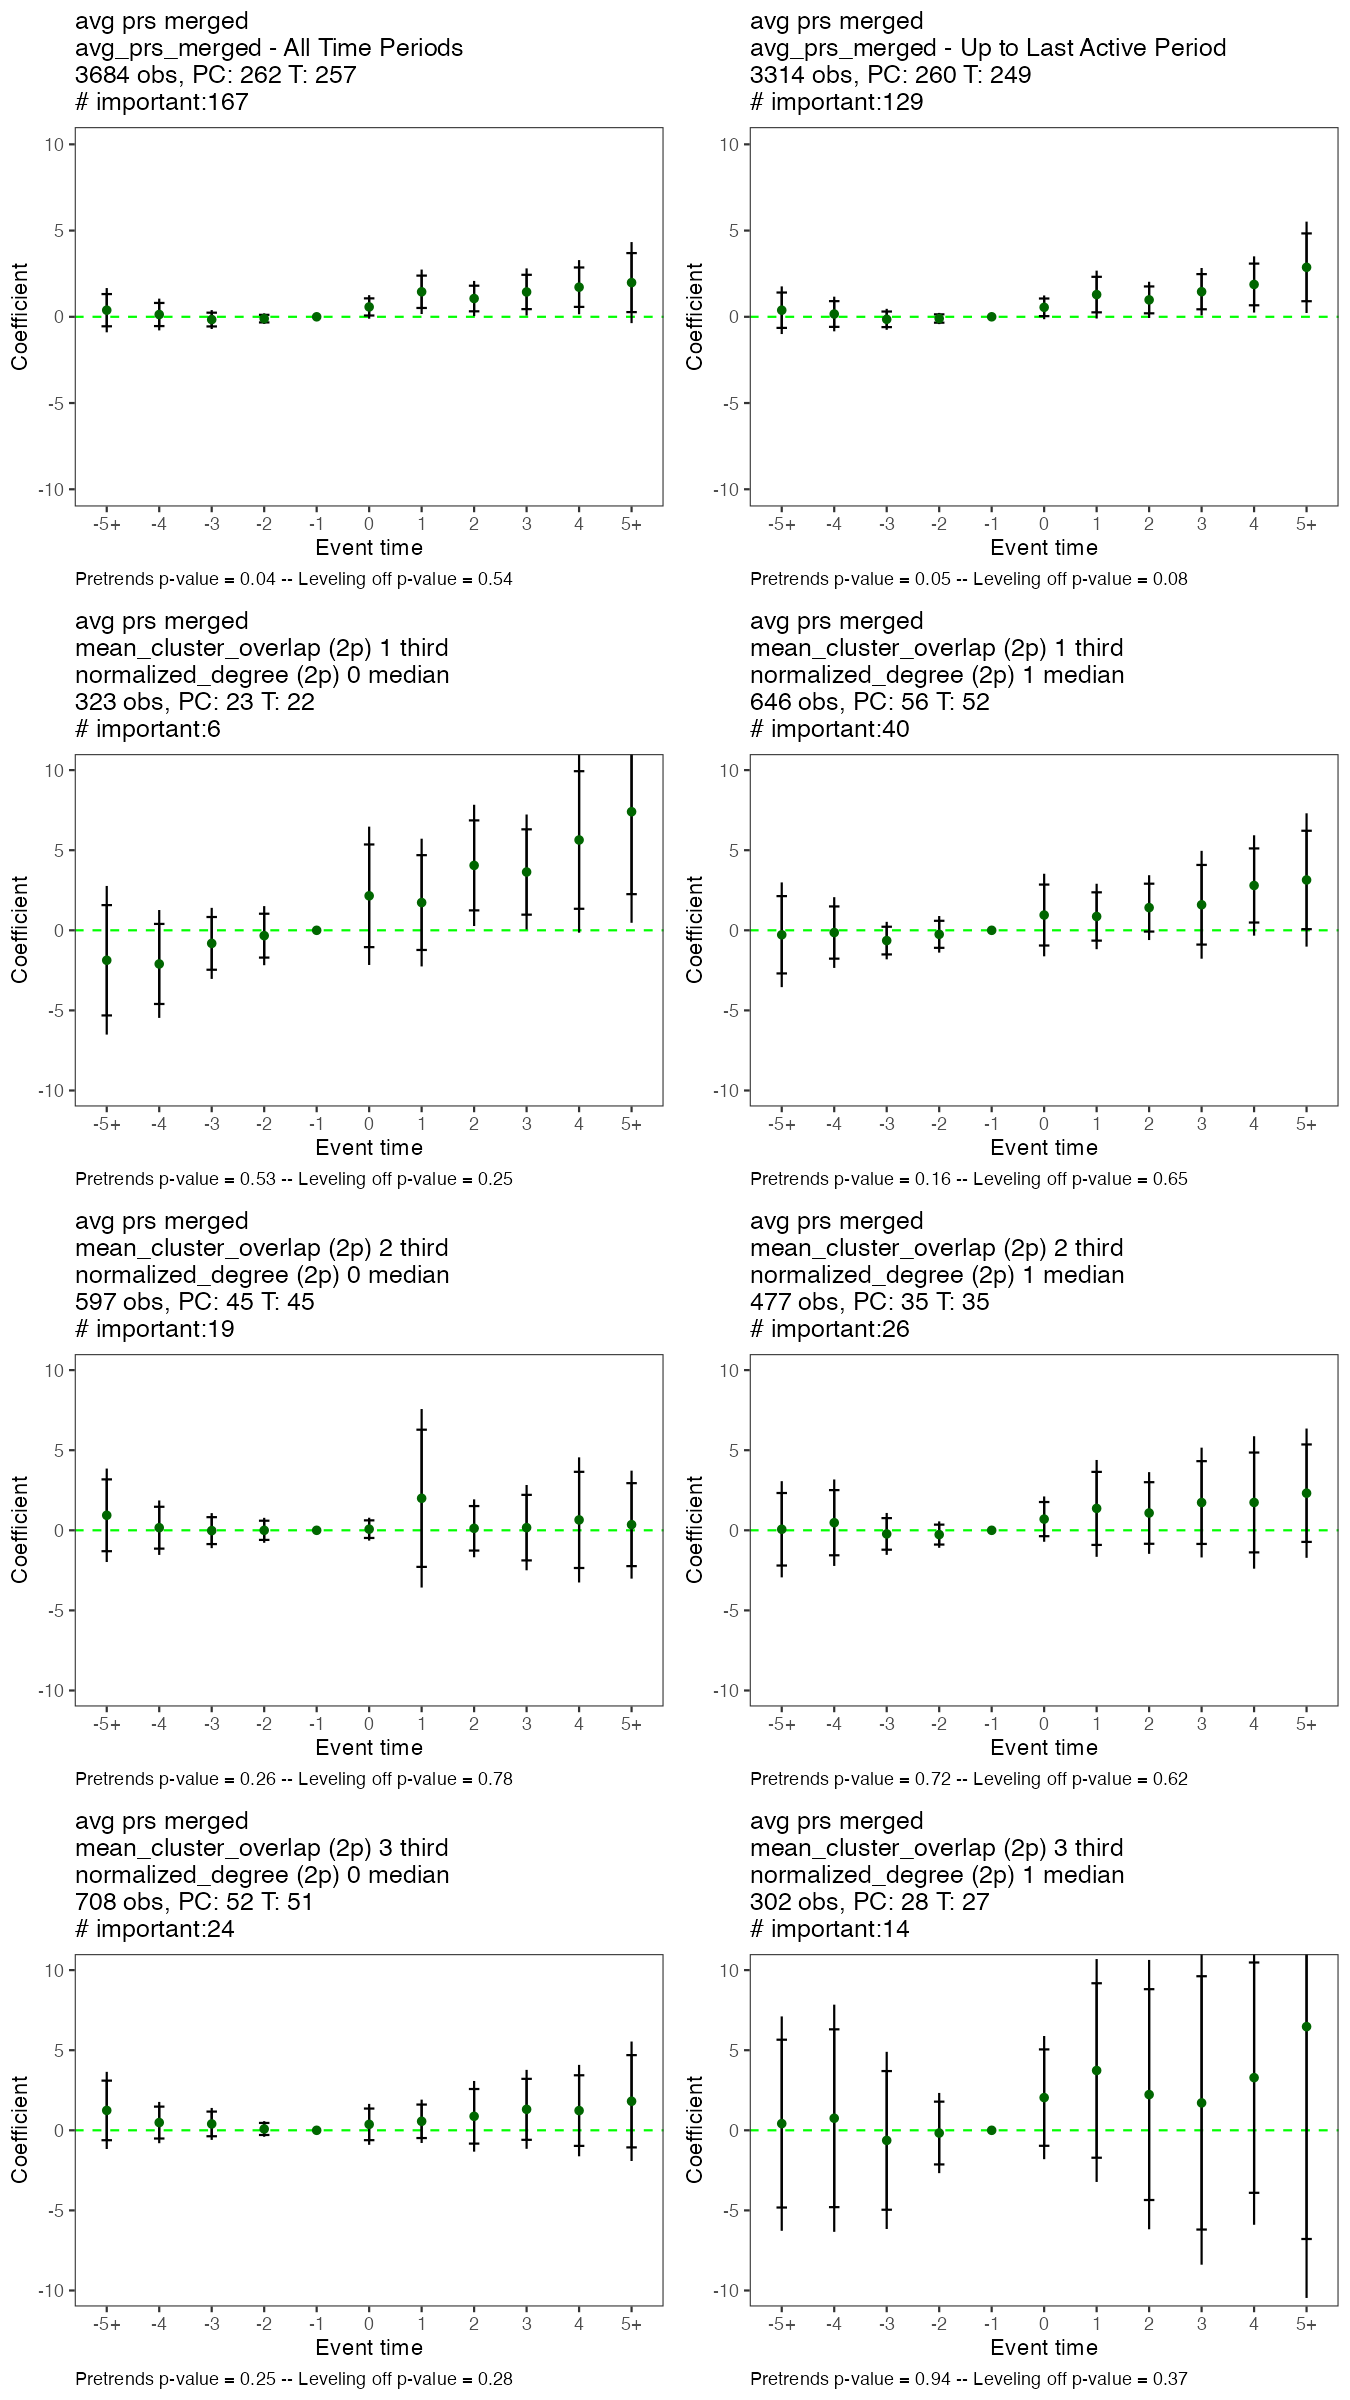 avg prs merged
avg_prs_merged - All Time Periods
3684 obs, PC: 262 T: 257
# important:167
10
5
0
-5
-10
Coefficient
-5+ -4 -3 -2 -1 0 1 2 3 4 5+
Event time
Pretrends p-value = 0.04 -- Leveling off p-value = 0.54
avg prs merged
avg_prs_merged - Up to Last Active Period
3314 obs, PC: 260 T: 249
# important:129
10
5
0
-5
-10
Coefficient
-5+ -4 -3 -2 -1 0 1 2 3 4 5+
Event time
Pretrends p-value = 0.05 -- Leveling off p-value = 0.08
avg prs merged
mean_cluster_overlap (2p) 1 third
normalized_degree (2p) 0 median
323 obs, PC: 23 T: 22
# important:6
10
5
0
-5
-10
Coefficient
-5+ -4 -3 -2 -1 0 1 2 3 4 5+
Event time
Pretrends p-value = 0.53 -- Leveling off p-value = 0.25
avg prs merged
mean_cluster_overlap (2p) 1 third
normalized_degree (2p) 1 median
646 obs, PC: 56 T: 52
# important:40
10
5
0
-5
-10
Coefficient
-5+ -4 -3 -2 -1 0 1 2 3 4 5+
Event time
Pretrends p-value = 0.16 -- Leveling off p-value = 0.65
avg prs merged
mean_cluster_overlap (2p) 2 third
normalized_degree (2p) 0 median
597 obs, PC: 45 T: 45
# important:19
10
5
0
-5
-10
Coefficient
-5+ -4 -3 -2 -1 0 1 2 3 4 5+
Event time
Pretrends p-value = 0.26 -- Leveling off p-value = 0.78
avg prs merged
mean_cluster_overlap (2p) 2 third
normalized_degree (2p) 1 median
477 obs, PC: 35 T: 35
# important:26
10
5
0
-5
-10
Coefficient
-5+ -4 -3 -2 -1 0 1 2 3 4 5+
Event time
Pretrends p-value = 0.72 -- Leveling off p-value = 0.62
avg prs merged
mean_cluster_overlap (2p) 3 third
normalized_degree (2p) 0 median
708 obs, PC: 52 T: 51
# important:24
10
5
0
-5
-10
Coefficient
-5+ -4 -3 -2 -1 0 1 2 3 4 5+
Event time
Pretrends p-value = 0.25 -- Leveling off p-value = 0.28
avg prs merged
mean_cluster_overlap (2p) 3 third
normalized_degree (2p) 1 median
302 obs, PC: 28 T: 27
# important:14
10
5
0
-5
-10
Coefficient
-5+ -4 -3 -2 -1 0 1 2 3 4 5+
Event time
Pretrends p-value = 0.94 -- Leveling off p-value = 0.37